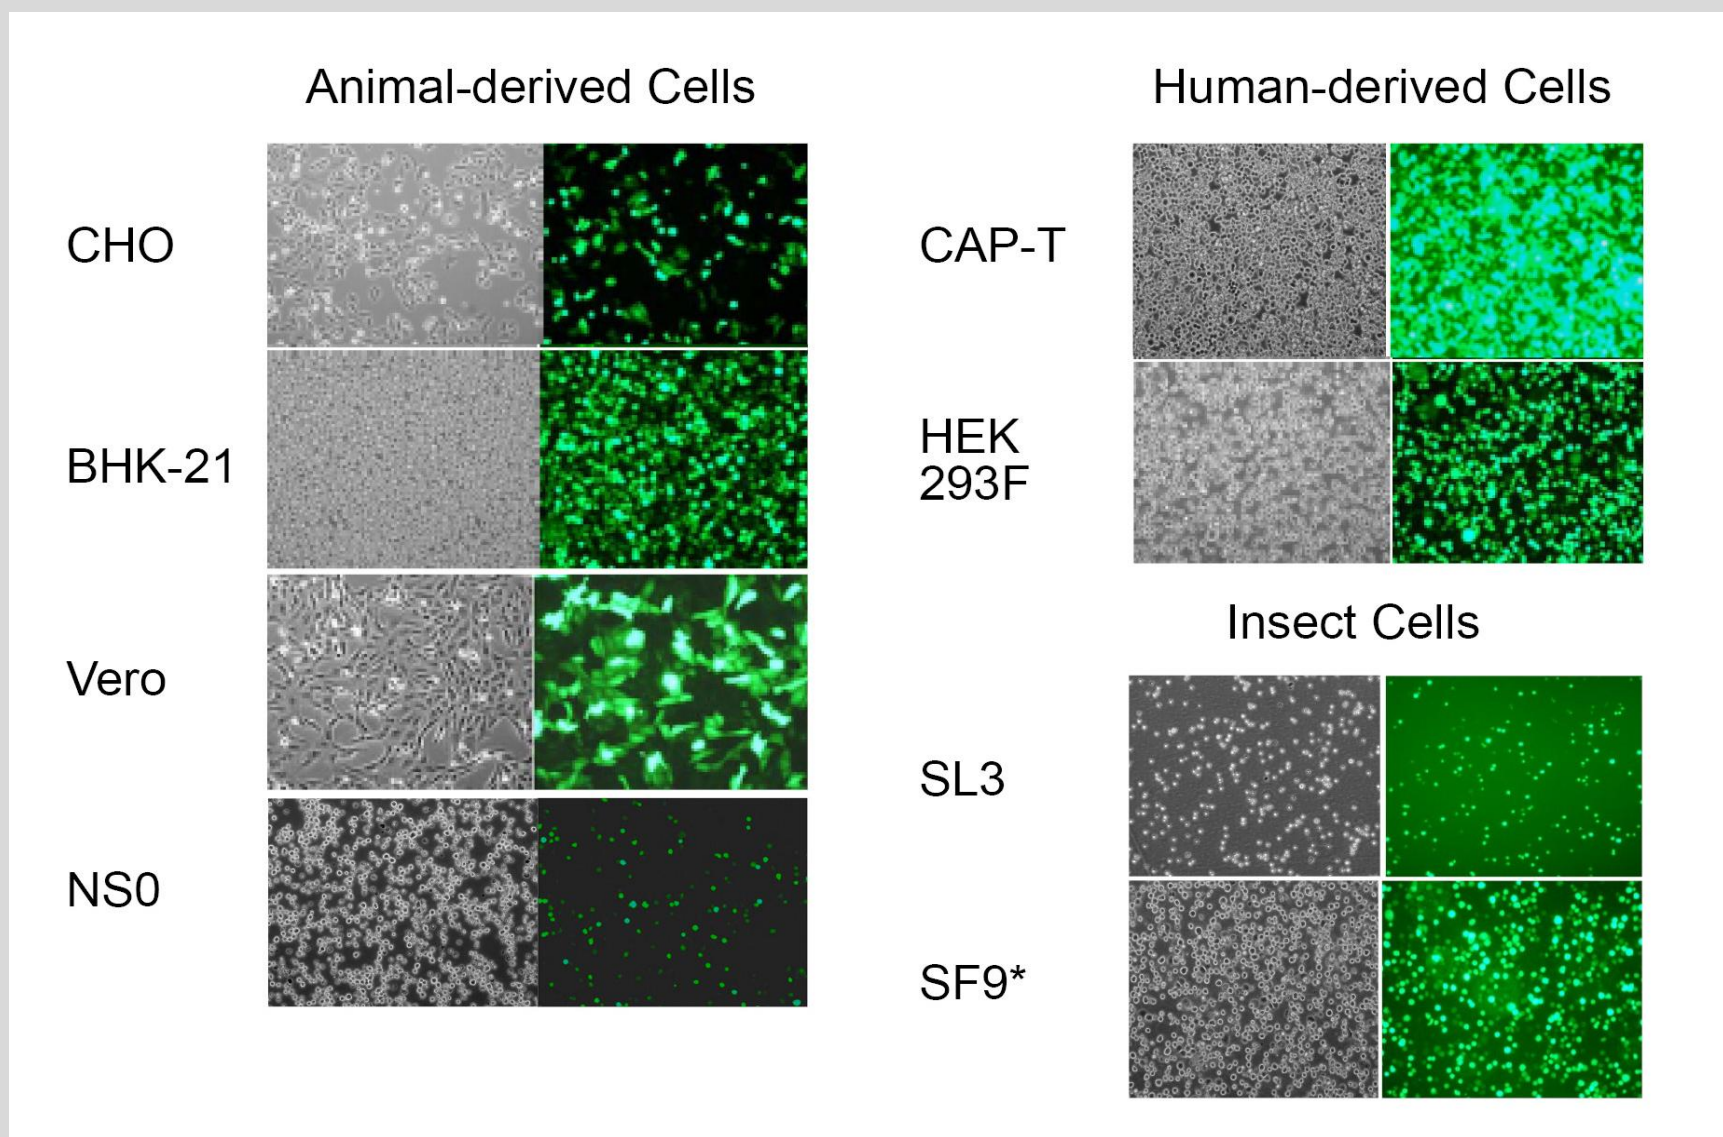 Animal-derived Cells
CHO
BHK-21
Vero
NS0
Human-derived Cells
CAP-T
HEK
293F
Insect Cells
SL3
SF9*